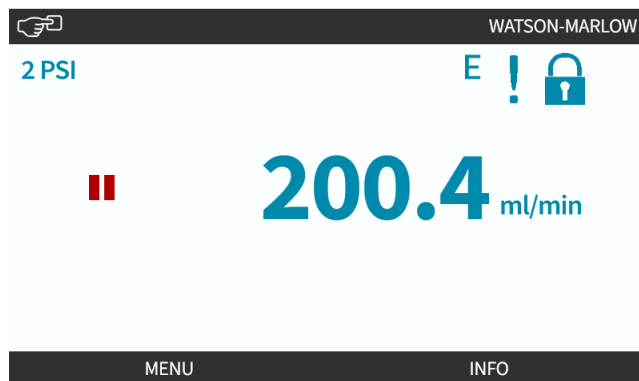 WATSON-MARLOW
2 PSI
E !
200.4 ml/min
MENU INFO